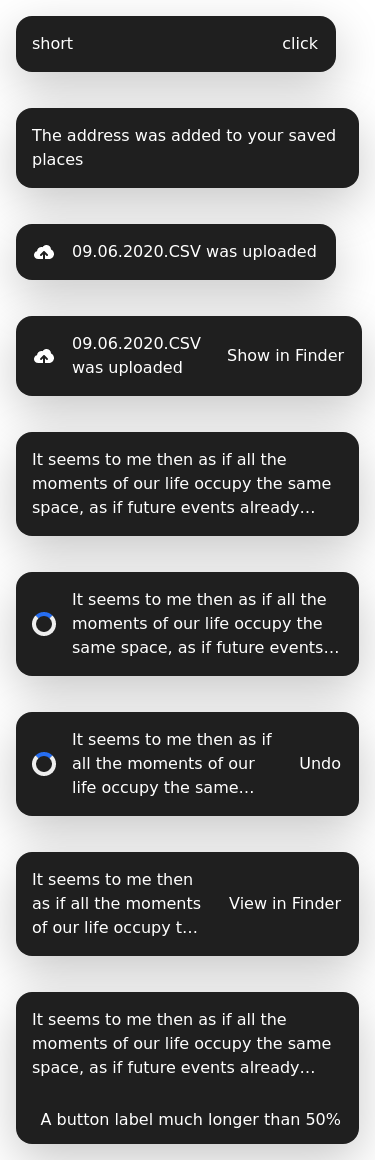 short click
The address was added to your saved
places
09.06.2020.CSV was uploaded
09.06.2020.CSV
was uploaded
Show in Finder
It seems to me then as if all the
moments of our life occupy the same
space, as if future events already…
It seems to me then as if all the
moments of our life occupy the
same space, as if future events…
It seems to me then as if
all the moments of our
life occupy the same…
Undo
It seems to me then
as if all the moments
of our life occupy t…
View in Finder
It seems to me then as if all the
moments of our life occupy the same
space, as if future events already…
A button label much longer than 50%